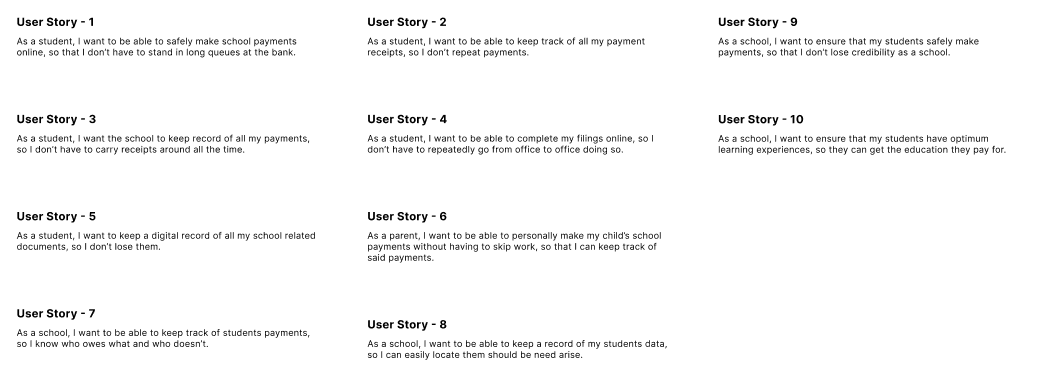 User Story - 1
As a student, I want to be able to safely make school payments
online, so that I don't have to stand in long queues at the bank.
User Story - 2
As a student, I want to be able to keep track of all my payment
receipts, so I don't repeat payments.
User Story - 9
As a school, I want to ensure that my students safely make
payments, so that I don't lose credibility as a school.
User Story - 3
As a student, I want the school to keep record of all my payments,
so I don't have to carry receipts around all the time.
User Story - 4
As a student, I want to be able to complete my filings online, so I
don't have to repeatedly go from office to office doing so.
User Story - 10
As a school, I want to ensure that my students have optimum
learning experiences, so they can get the education they pay for.
User Story - 5
As a student, I want to keep a digital record of all my school related
documents, so I don't lose them.
User Story - 6
As a parent, I want to be able to personally make my child's school
payments without having to skip work, so that I can keep track of
said payments.
User Story - 7
As a school, I want to be able to keep track of students payments,
so I know who owes what and who doesn't.
User Story - 8
As a school, I want to be able to keep a record of my students data,
so I can easily locate them should be need arise.